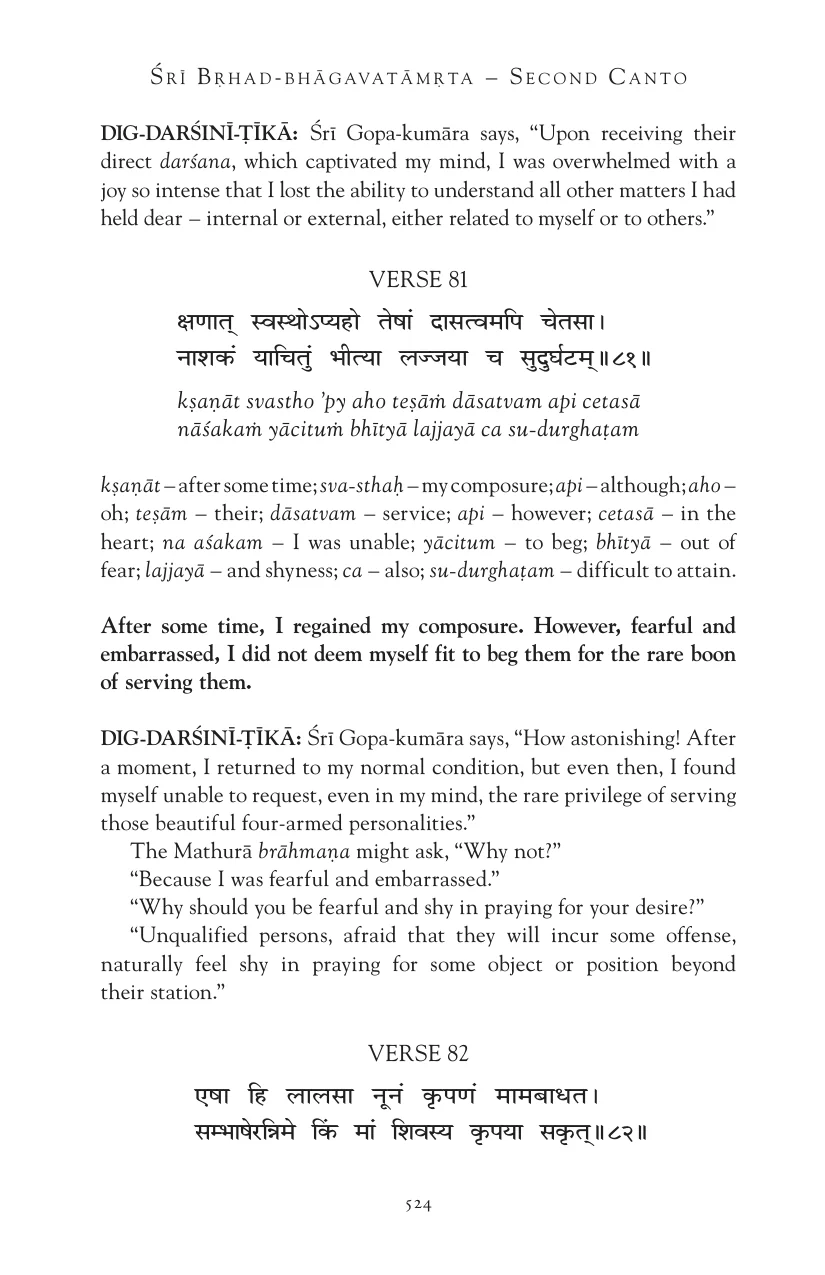 ŚRĪ BṚHAD-BHĀGAVATĀMṚTA – SECOND CANTO
DIG-DARŚINĪ-ṬĪKĀ: Śrī Gopa-kumāra says, “Upon receiving their
direct darśana, which captivated my mind, I was overwhelmed with a
joy so intense that I lost the ability to understand all other matters I had
held dear – internal or external, either related to myself or to others.”
VERSE 81
क्षणात् स्वस्थोऽप्यहो तेषां दासत्वमपि चेतसा।
नाशकं याचितुं भीत्या लज्जया च सुदुर्घटम्॥८१॥
kṣaṇāt svastho ’py aho teṣāṁ dāsatvam api cetasā
nāśakaṁ yācituṁ bhītyā lajjayā ca su-durghaṭam
kṣaṇāt – after some time; sva-sthaḥ – my composure; api – although; aho –
oh; teṣām – their; dāsatvam – service; api – however; cetasā – in the
heart; na aśakam – I was unable; yācitum – to beg; bhītyā – out of
fear; lajjayā – and shyness; ca – also; su-durghaṭam – difficult to attain.
After some time, I regained my composure. However, fearful and
embarrassed, I did not deem myself fit to beg them for the rare boon
of serving them.
DIG-DARŚINĪ-ṬĪKĀ: Śrī Gopa-kumāra says, “How astonishing! After
a moment, I returned to my normal condition, but even then, I found
myself unable to request, even in my mind, the rare privilege of serving
those beautiful four-armed personalities.”
The Mathurā brāhmaṇa might ask, “Why not?”
“Because I was fearful and embarrassed.”
“Why should you be fearful and shy in praying for your desire?”
“Unqualified persons, afraid that they will incur some offense,
naturally feel shy in praying for some object or position beyond
their station.”
VERSE 82
एषा हि लालसा नूनं कृपणं मामबाधत।
सम्भाषेरन्निमे किं मां शिवस्य कृपया सकृत्॥८२॥
524